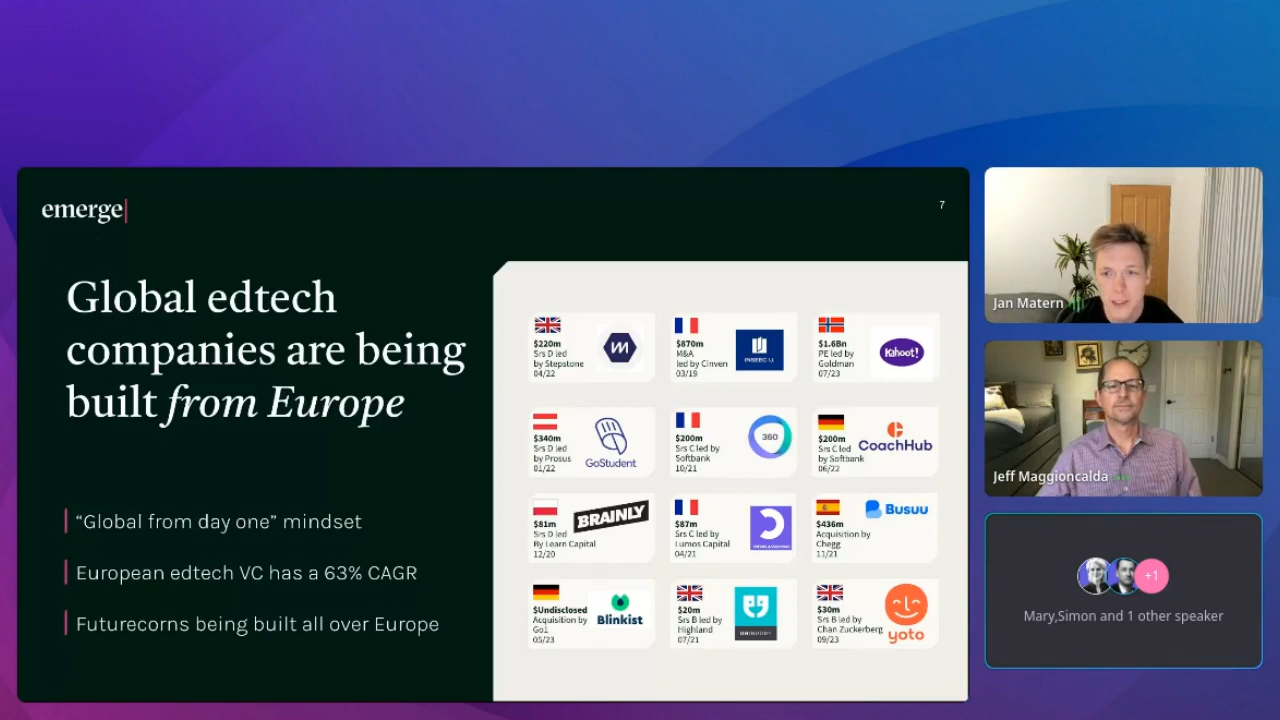 emerge
7
Global edtech
companies are being
built from Europe
"Global from day one" mindset
European edtech VC has a 63% CAGR
Futurecorns being built all over Europe
$220m
Srs D led
by Stepstone
04/22
$870m
M&A
led by Cinven
03/19
INSEEC U.
$1.6Bn
PE led by
Goldman
07/23
Kahoot!
$340m
Srs D led
by Prosus
01/22
GoStudent
$200m
Srs C led by
Softbank
10/21
360
$200m
Srs C led
by Softbank
06/22
CoachHub
$81m
Srs D led
By Learn Capital
12/20
BRAINLY
$87m
Srs C led by
Lumos Capital
04/21
$436m
Acquisition by
Chegg
11/21
Busuu
$Undisclosed
Acquisition by
Go1
05/23
Blinkist
$20m
Srs B led by
Highland
07/21
$30m
Srs B led by
Chan Zuckerberg
09/23
yoto
Jan Matern
Jeff Maggioncalda
+1
Mary,Simon and 1 other speaker